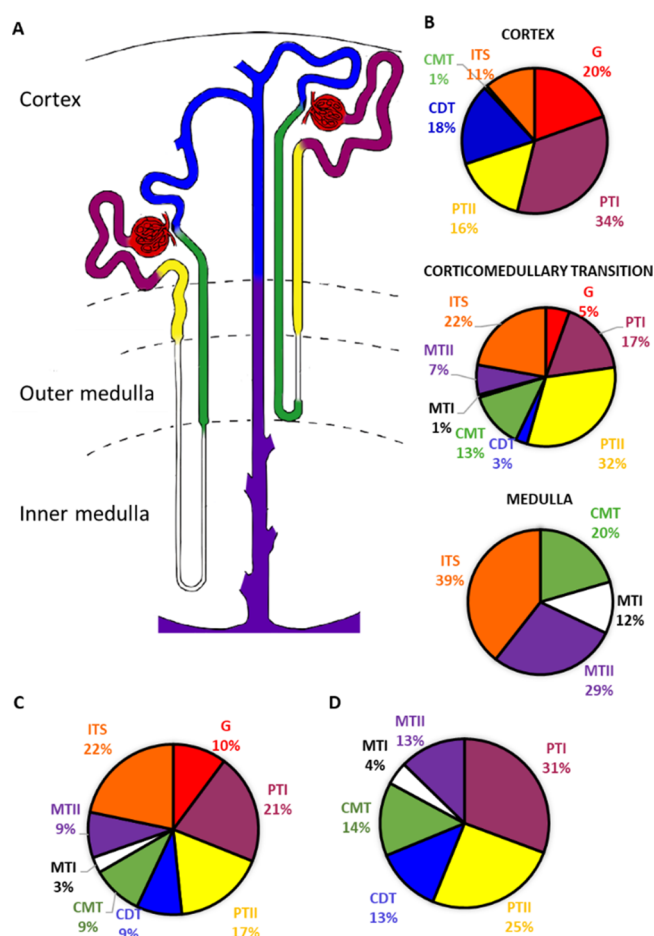 A
Cortex
Outer medulla
Inner medulla
B
CORTEX
CMT
1%
ITS
11%
G
20%
CDT
18%
PTII
16%
PTI
34%
CORTICOMEDULLARY TRANSITION
ITS
22%
G
5%
PTI
17%
MTII
7%
MTI
1%
CMT
13%
CDT
3%
PTII
32%
MEDULLA
ITS
39%
CMT
20%
MTI
12%
MTII
29%
C
ITS
22%
G
10%
PTI
21%
MTII
9%
MTI
3%
CMT
9%
CDT
9%
PTII
17%
D
MTII
13%
MTI
4%
PTI
31%
CMT
14%
CDT
13%
PTII
25%